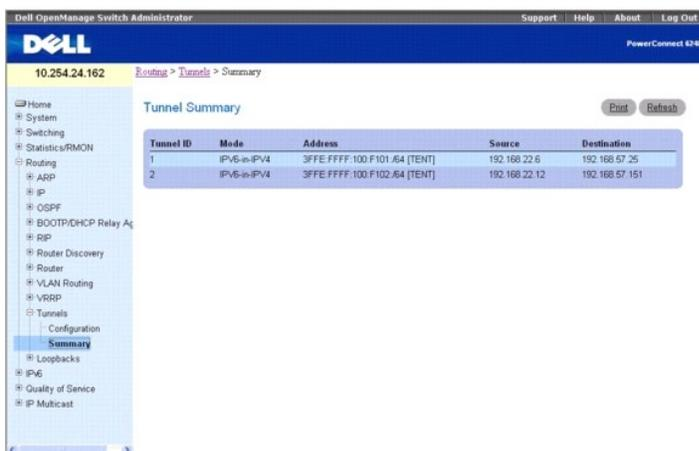 Dell OpenManage Switch Administrator
Support Help About Log Out
DELL
PowerConnect
10.254.24.162
Routing > Tunnels > Summary
Home
System
Switching
Statistics/RMON
Routing
ARP
IP
OSPF
BOOTP/DHCP Relay Ag
RIP
Router Discovery
Router
VLAN Routing
VRRP
Tunnels
Configuration
Summary
Loopbacks
IPv6
Quality of Service
IP Multicast
Tunnel Summary
Print Refresh
Tunnel ID Mode Address Source Destination
1 IPV6-in-IPV4 3FFE:FFFF:100:F101:/64 [TENT] 192.168.22.6 192.168.57.25
2 IPV6-in-IPV4 3FFE:FFFF:100:F102:/64 [TENT] 192.168.22.12 192.168.57.151